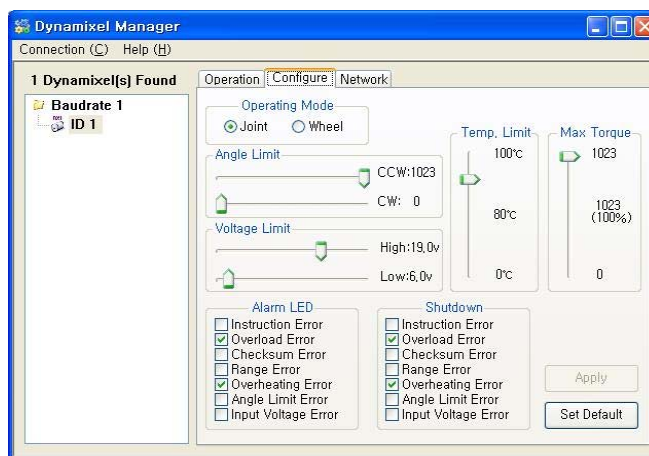 Dynamixel Manager
Connection (C) Help (H)
1 Dynamixel(s) Found
Baudrate 1
ID 1
Operation Configure Network
Operating Mode
Joint Wheel
Angle Limit
CCW:1023
CW: 0
Voltage Limit
High:19,0v
Low:6,0v
Temp, Limit
100℃
80℃
0℃
Max Torque
1023
1023
(100%)
0
Alarm LED
Instruction Error
Overload Error
Checksum Error
Range Error
Overheating Error
Angle Limit Error
Input Voltage Error
Shutdown
Instruction Error
Overload Error
Checksum Error
Range Error
Overheating Error
Angle Limit Error
Input Voltage Error
Apply
Set Default